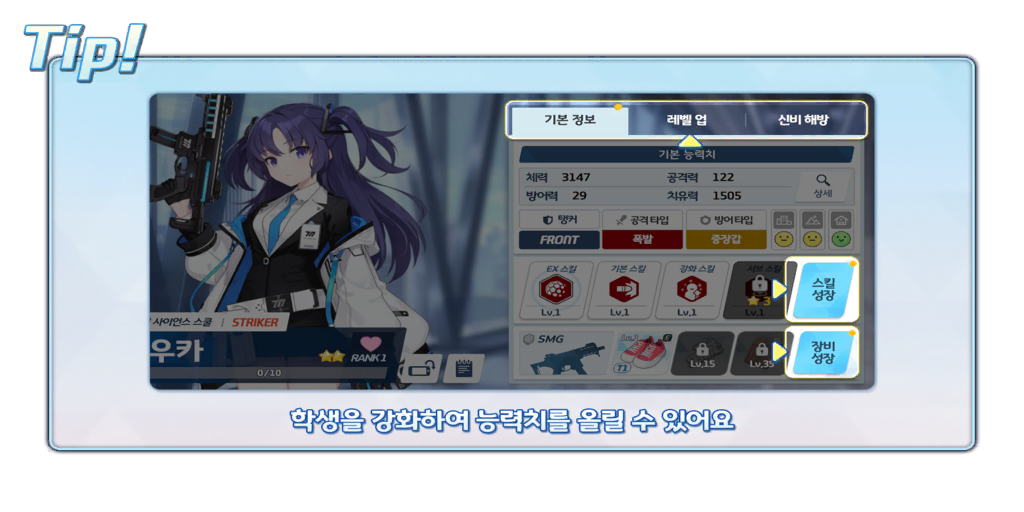 Tip!
기본 정보
레벨 업
신비 해방
기본 능력치
체력 3147 공격력 122
방어력 29 치유력 1505
상세
탱커 공격타입 방어타입
FRONT 폭발 중장갑
EX 스킬 기본 스킬 강화 스킬 서브 스킬
Lv.1 Lv.1 Lv.1 ★3 Lv.1
스킬
성장
사이언스 스쿨 | STRIKER
우카
RANK 1
0/10
SMG
T1
E
Lv.15
Lv.35
장비
성장
학생을 강화하여 능력치를 올릴 수 있어요